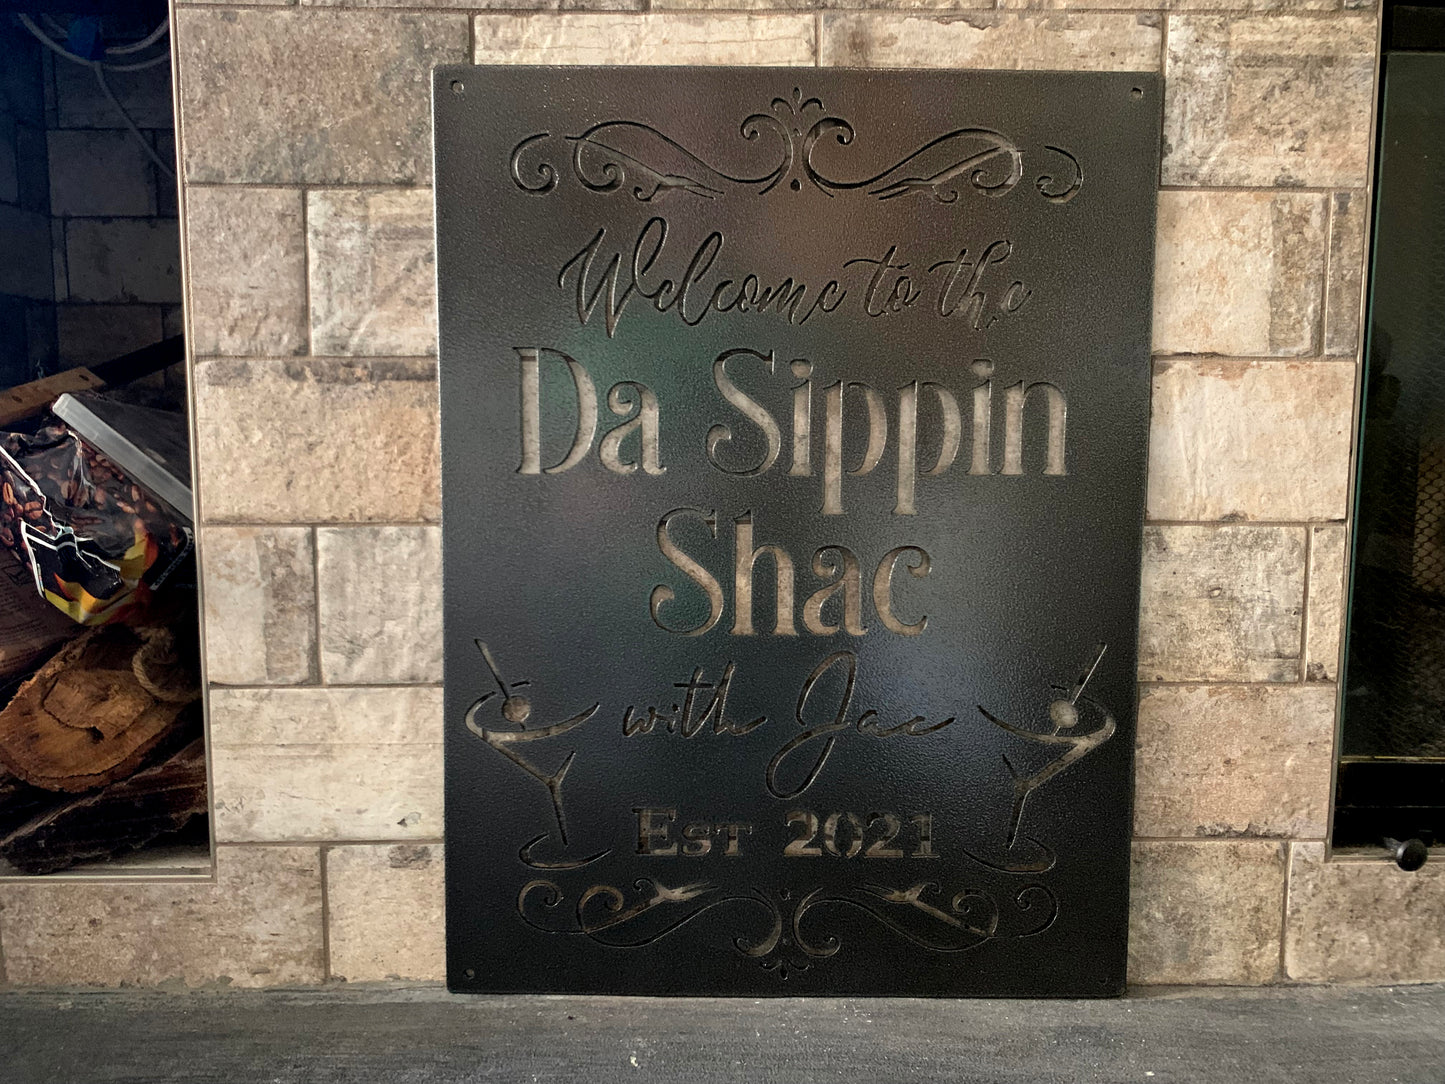 Welcome to the
Da Sippin
Shac
with Jac
Est 2021